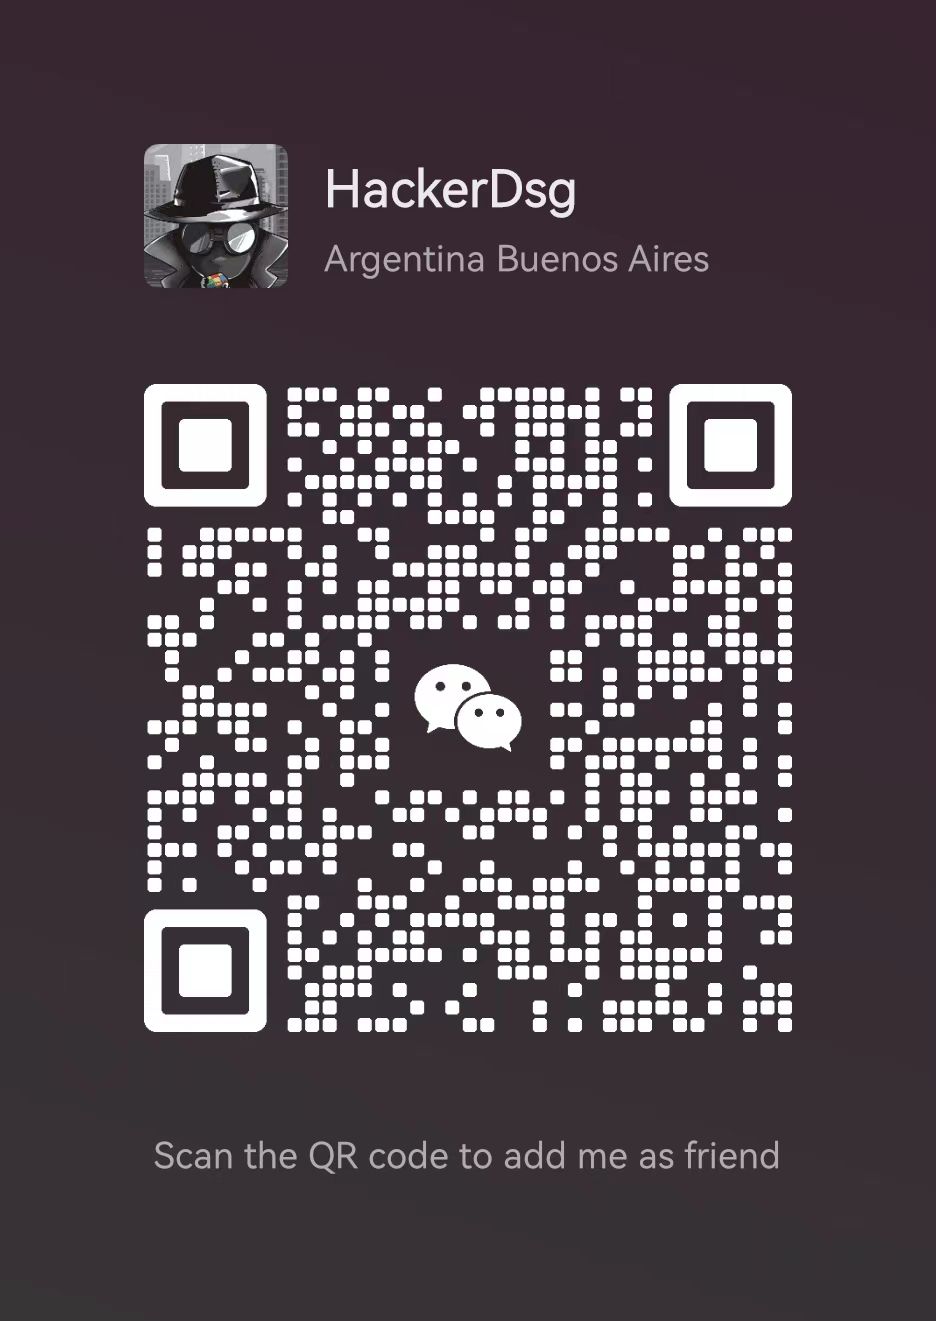 HackerDsg
Argentina Buenos Aires
Scan the QR code to add me as friend